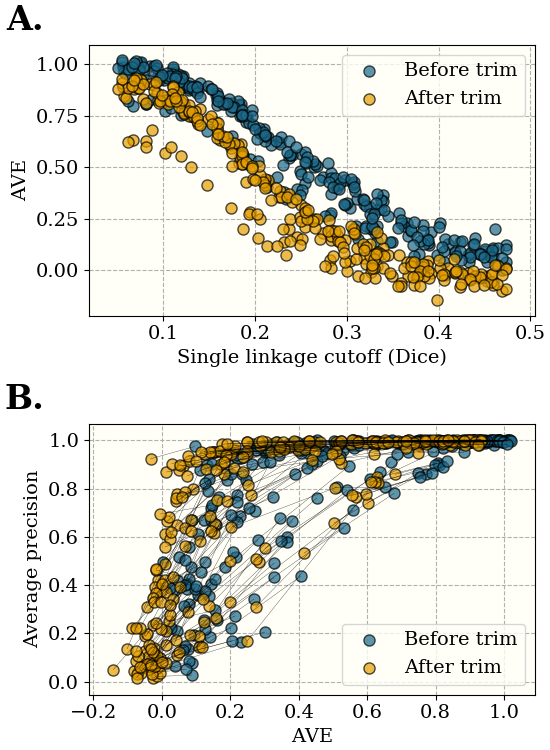 A.
1.00
0.75
0.50
0.25
0.00
AVE
Before trim
After trim
0.1 0.2 0.3 0.4 0.5
Single linkage cutoff (Dice)
B.
1.0
0.8
0.6
0.4
0.2
0.0
Average precision
Before trim
After trim
−0.2 0.0 0.2 0.4 0.6 0.8 1.0
AVE